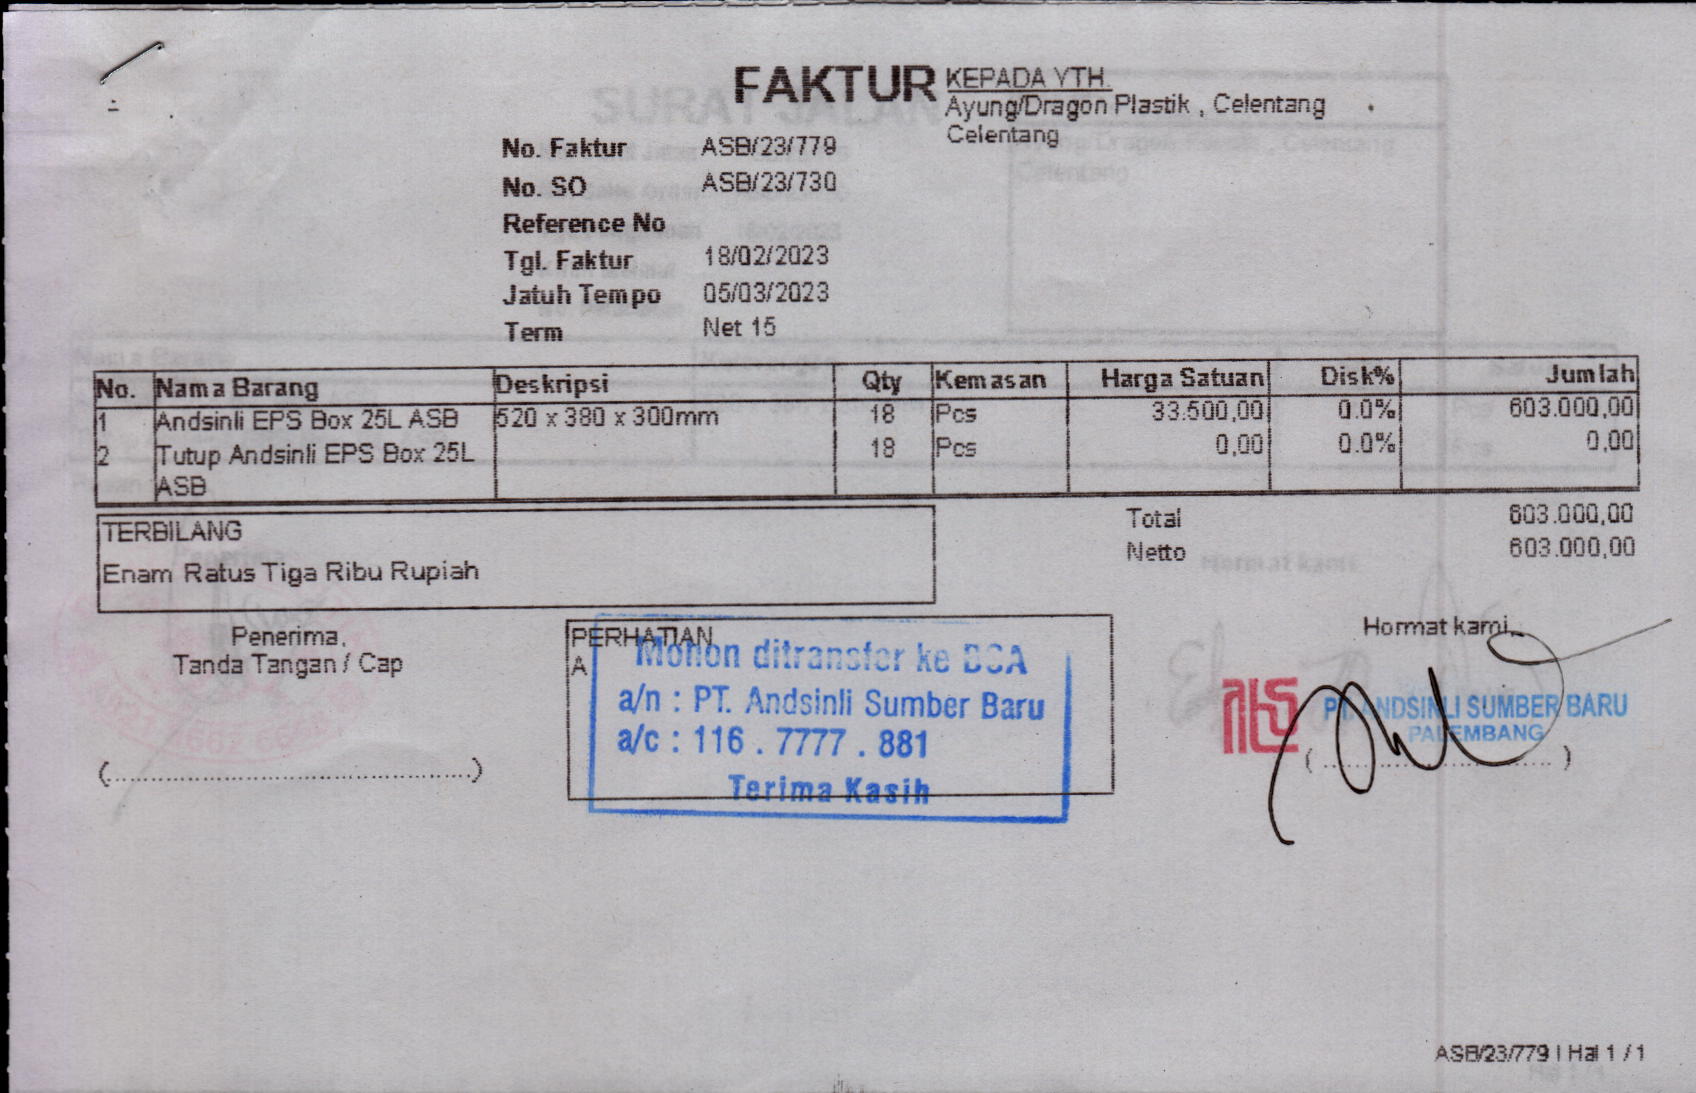 FAKTUR
KEPADA YTH.
Ayung/Dragon Plastik , Celentang
Celentang
No. Faktur ASB/23/779
No. SO ASB/23/730
Reference No
Tgl. Faktur 18/02/2023
Jatuh Tempo 05/03/2023
Term Net 15
No. Nama Barang Deskripsi Qty Kemasan Harga Satuan Disk% Jumlah
1 Andsinli EPS Box 25L ASB 520 x 380 x 300mm 18 Pcs 33.500,00 0.0% 603.000,00
2 Tutup Andsinli EPS Box 25L 18 Pcs 0,00 0.0% 0,00
ASB
TERBILANG
Enam Ratus Tiga Ribu Rupiah
Total 603.000,00
Netto 603.000,00
Penerima,
Tanda Tangan / Cap
PERHATIAN
A
Mohon ditransfer ke BCA
a/n : PT. Andsinli Sumber Baru
a/c : 116 . 7777 . 881
Terima Kasih
Hormat kami,
PT. ANDSINLI SUMBER BARU
PALEMBANG
ASB/23/779 | Hal 1 / 1
SURAT JALAN